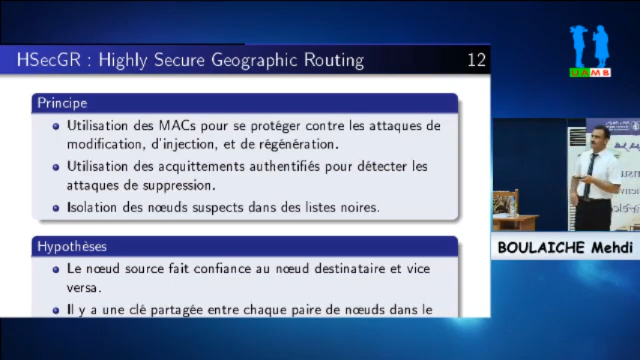 HSecGR : Highly Secure Geographic Routing 12
Principe
Utilisation des MACs pour se protéger contre les attaques de
modification, d'injection, et de régénération.
Utilisation des acquittements authentifiés pour détecter les
attaques de suppression.
Isolation des nœuds suspects dans des listes noires.
Hypothèses
Le nœud source fait confiance au nœud destinataire et vice
versa.
Il y a une clé partagée entre chaque paire de nœuds dans le
UAMB
BOULAICHE Mehdi